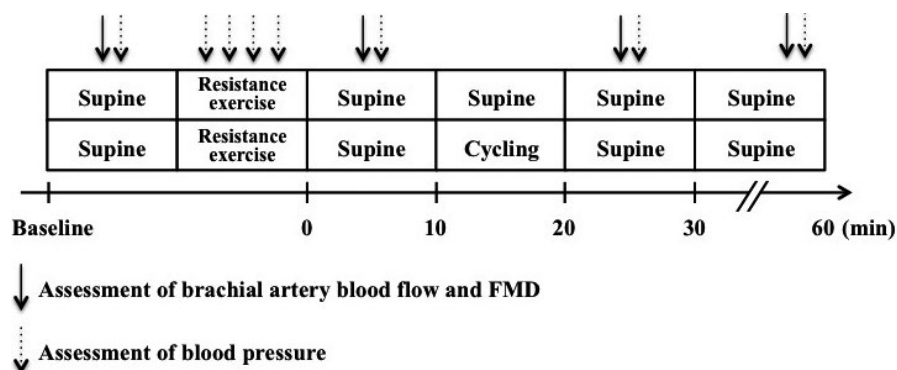 Supine Resistance exercise Supine Supine Supine Supine
Supine Resistance exercise Supine Cycling Supine Supine
Baseline 0 10 20 30 60 (min)
Assessment of brachial artery blood flow and FMD
Assessment of blood pressure